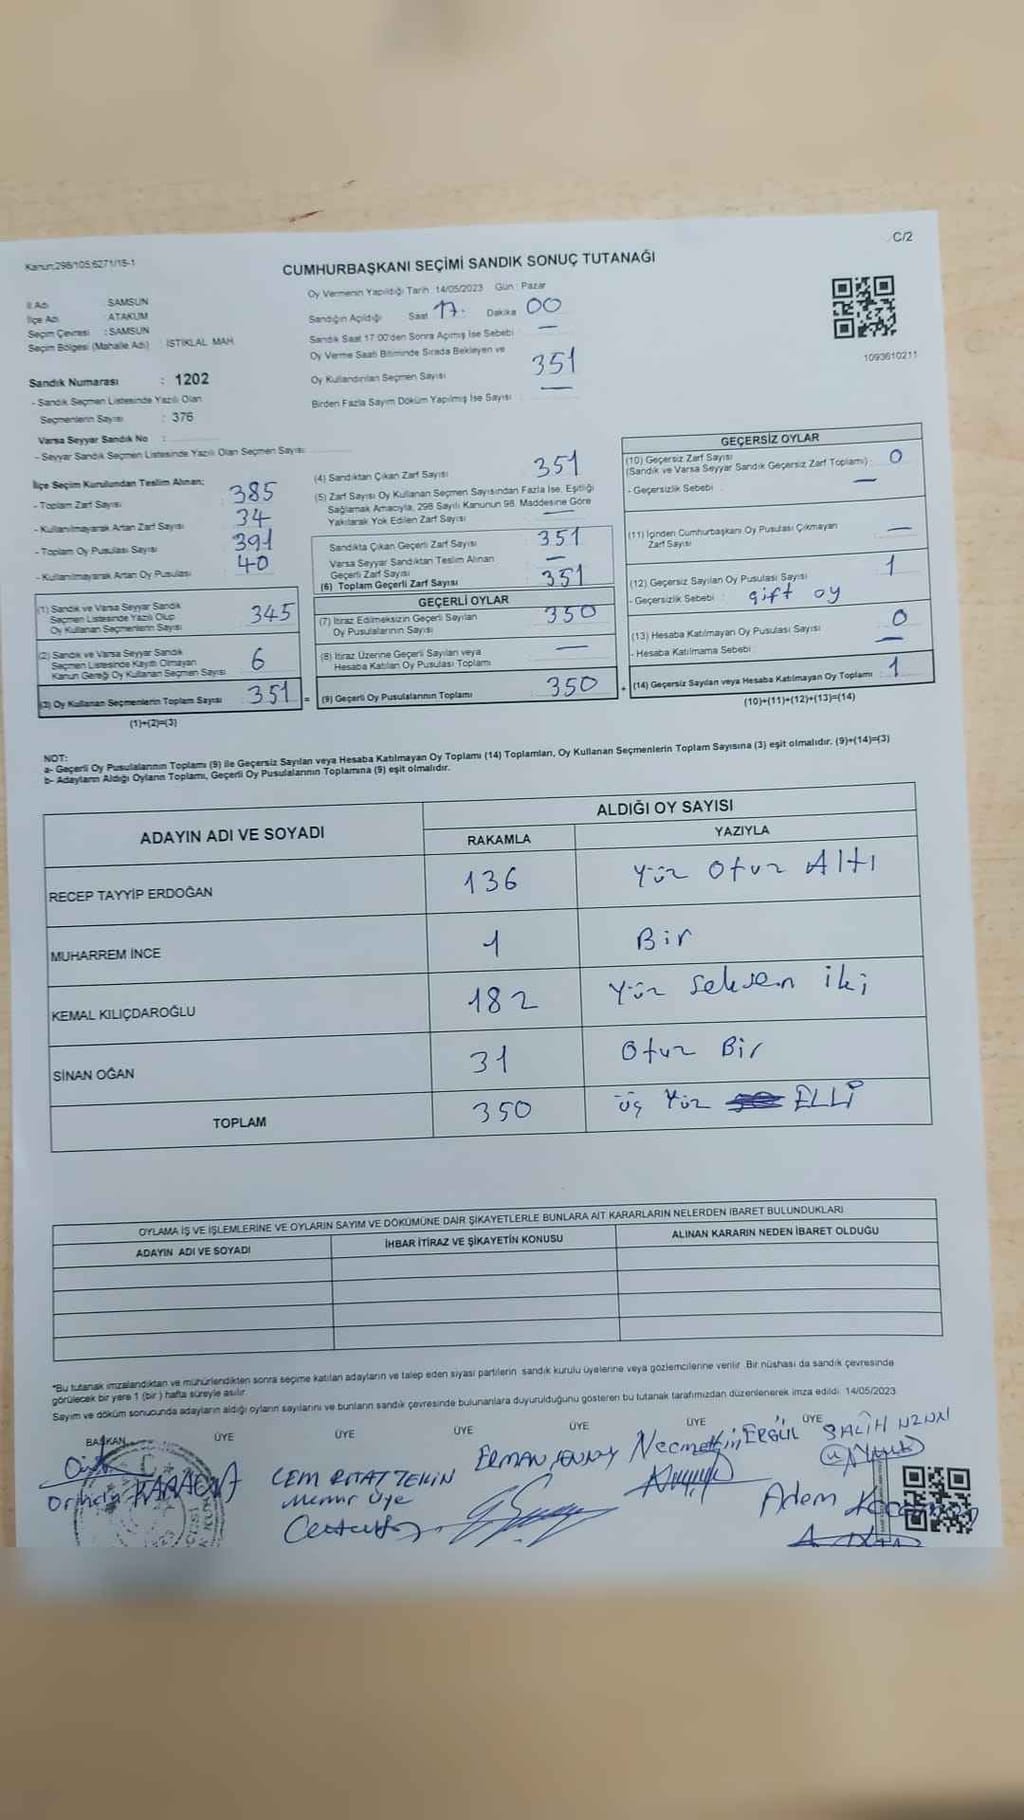 C/2
Kanun:298/105;6271/15-1
CUMHURBAŞKANI SEÇİMİ SANDIK SONUÇ TUTANAĞI
İl Adı : SAMSUN
İlçe Adı : ATAKUM
Seçim Çevresi : SAMSUN
Seçim Bölgesi (Mahalle Adı) : İSTİKLAL MAH.
Sandık Numarası : 1202
- Sandık Seçmen Listesinde Yazılı Olan
Seçmenlerin Sayısı : 376
Varsa Seyyar Sandık No :
- Seyyar Sandık Seçmen Listesinde Yazılı Olan Seçmen Sayısı
Oy Vermenin Yapıldığı Tarih : 14/05/2023 Gün : Pazar
Sandığın Açıldığı Saat 17. Dakika 00
Sandık Saat 17:00'den Sonra Açılmış İse Sebebi : —
Oy Verme Saati Bitiminde Sırada Bekleyen ve
Oy Kullandırılan Seçmen Sayısı 351
Birden Fazla Sayım Döküm Yapılmış İse Sayısı : —
1093610211
İlçe Seçim Kurulundan Teslim Alınan;
- Toplam Zarf Sayısı 385
- Kullanılmayarak Artan Zarf Sayısı 34
- Toplam Oy Pusulası Sayısı 391
- Kullanılmayarak Artan Oy Pusulası 40
(1) Sandık ve Varsa Seyyar Sandık
Seçmen Listesinde Yazılı Olup
Oy Kullanan Seçmenlerin Sayısı 345
(2) Sandık ve Varsa Seyyar Sandık
Seçmen Listesinde Kayıtlı Olmayan
Kanun Gereği Oy Kullanan Seçmen Sayısı 6
(3) Oy Kullanan Seçmenlerin Toplam Sayısı 351 =
(1)+(2)=(3)
(4) Sandıktan Çıkan Zarf Sayısı 351
(5) Zarf Sayısı Oy Kullanan Seçmen Sayısından Fazla İse, Eşitliği
Sağlamak Amacıyla, 298 Sayılı Kanunun 98. Maddesine Göre
Yakılarak Yok Edilen Zarf Sayısı —
Sandıkta Çıkan Geçerli Zarf Sayısı 351
Varsa Seyyar Sandıktan Teslim Alınan
Geçerli Zarf Sayısı —
(6) Toplam Geçerli Zarf Sayısı 351
GEÇERLİ OYLAR
(7) İtiraz Edilmeksizin Geçerli Sayılan
Oy Pusulalarının Sayısı 350
(8) İtiraz Üzerine Geçerli Sayılan veya
Hesaba Katılan Oy Pusulası Toplamı —
(9) Geçerli Oy Pusulalarının Toplamı 350 +
GEÇERSİZ OYLAR
(10) Geçersiz Zarf Sayısı
(Sandık ve Varsa Seyyar Sandık Geçersiz Zarf Toplamı) : 0
- Geçersizlik Sebebi : —
(11) İçinden Cumhurbaşkanı Oy Pusulası Çıkmayan
Zarf Sayısı —
(12) Geçersiz Sayılan Oy Pusulası Sayısı 1
- Geçersizlik Sebebi : çift oy
(13) Hesaba Katılmayan Oy Pusulası Sayısı 0
- Hesaba Katılmama Sebebi : —
(14) Geçersiz Sayılan veya Hesaba Katılmayan Oy Toplamı 1
(10)+(11)+(12)+(13)=(14)
NOT:
a- Geçerli Oy Pusulalarının Toplamı (9) ile Geçersiz Sayılan veya Hesaba Katılmayan Oy Toplamı (14) Toplamları, Oy Kullanan Seçmenlerin Toplam Sayısına (3) eşit olmalıdır. (9)+(14)=(3)
b- Adayların Aldığı Oyların Toplamı, Geçerli Oy Pusulalarının Toplamına (9) eşit olmalıdır.
ADAYIN ADI VE SOYADI ALDIĞI OY SAYISI
RAKAMLA YAZIYLA
RECEP TAYYİP ERDOĞAN 136 Yüz Otuz Altı
MUHARREM İNCE 1 Bir
KEMAL KILIÇDAROĞLU 182 Yüz Seksen iki
SİNAN OĞAN 31 Otuz Bir
TOPLAM 350 üç Yüz ELLİ
OYLAMA İŞ VE İŞLEMLERİNE VE OYLARIN SAYIM VE DÖKÜMÜNE DAİR ŞİKAYETLERLE BUNLARA AİT KARARLARIN NELERDEN İBARET BULUNDUKLARI
ADAYIN ADI VE SOYADI İHBAR İTİRAZ VE ŞİKAYETİN KONUSU ALINAN KARARIN NEDEN İBARET OLDUĞU
*Bu tutanak imzalandıktan ve mühürlendikten sonra seçime katılan adayların ve talep eden siyasi partilerin sandık kurulu üyelerine veya gözlemcilerine verilir. Bir nüshası da sandık çevresinde
görülecek bir yere 1 (bir) hafta süreyle asılır.
Sayım ve döküm sonucunda adayların aldığı oyların sayılarını ve bunların sandık çevresinde bulunanlara duyurulduğunu gösteren bu tutanak tarafımızdan düzenlenerek imza edildi. 14/05/2023
BAŞKAN ÜYE ÜYE ÜYE ÜYE ÜYE ÜYE
CEM RIFAT TEKİN
Memur Üye
ERMAN
Necmettin ERGÜL
SALİH UZUN
Orhan KARACA
Adem